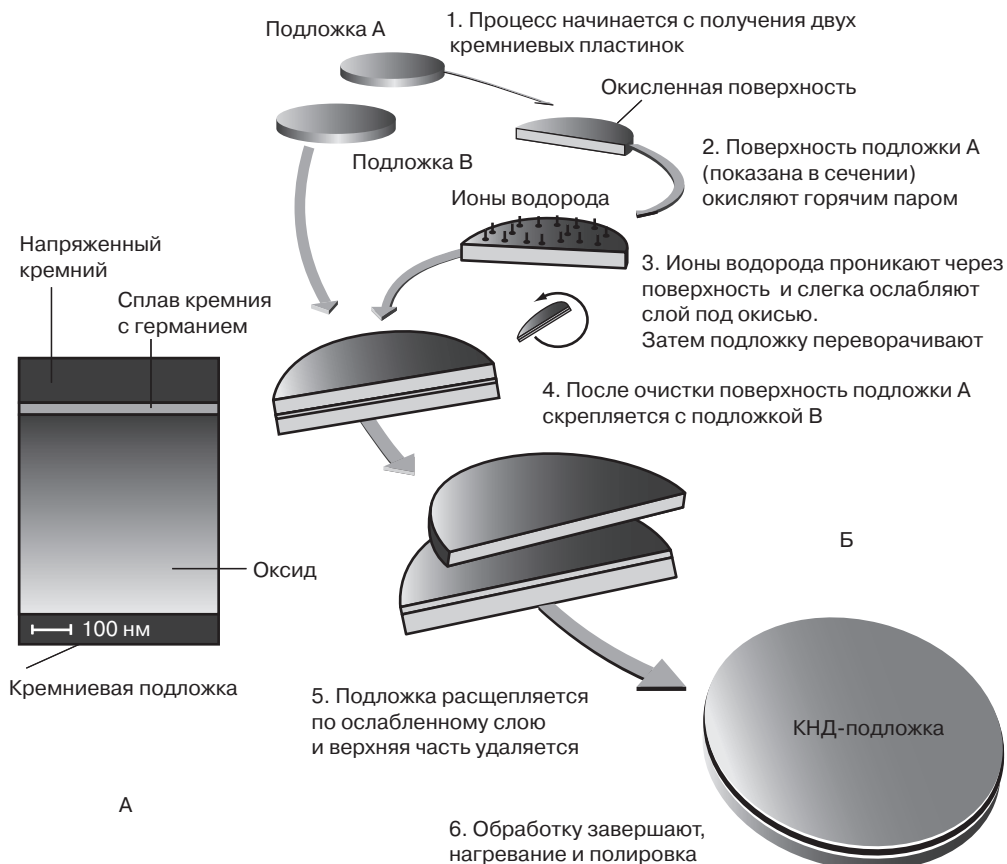 Подложка А
1. Процесс начинается с получения двух
кремниевых пластинок
Окисленная поверхность
Подложка В
2. Поверхность подложки А
(показана в сечении)
окисляют горячим паром
Ионы водорода
3. Ионы водорода проникают через
поверхность и слегка ослабляют
слой под окисью.
Затем подложку переворачивают
4. После очистки поверхность подложки А
скрепляется с подложкой В
Напряженный
кремний
Сплав кремния
с германием
Оксид
100 нм
Кремниевая подложка
А
5. Подложка расщепляется
по ослабленному слою
и верхняя часть удаляется
Б
КНД-подложка
6. Обработку завершают,
нагревание и полировка